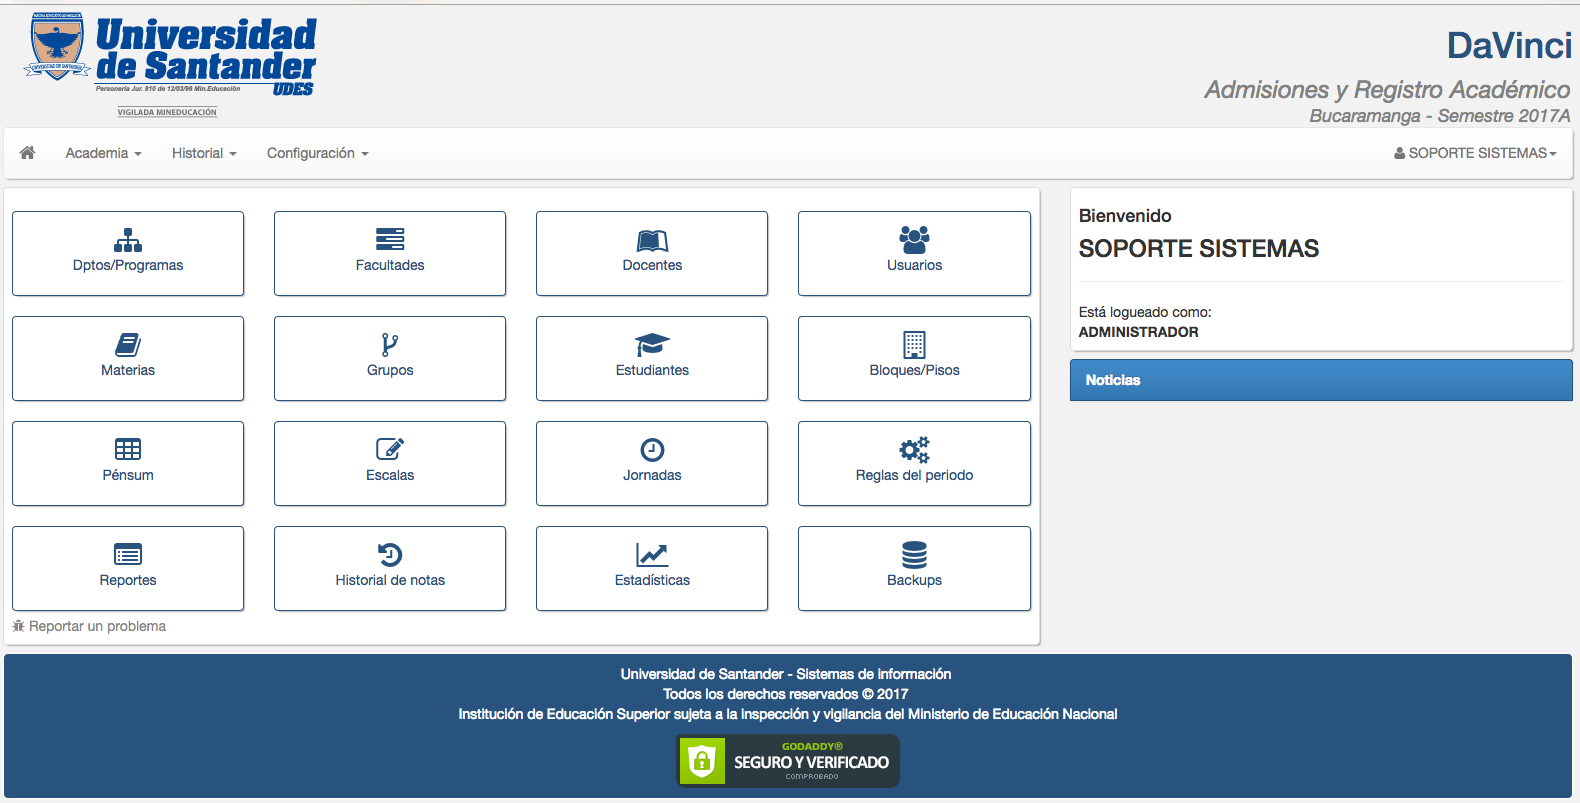 Universidad
de Santander
UDES
Personería Jur. 810 de 12/03/96 Min.Educación
VIGILADA MINEDUCACIÓN
DaVinci
Admisiones y Registro Académico
Bucaramanga - Semestre 2017A
Academia
Historial
Configuración
SOPORTE SISTEMAS
Dptos/Programas
Facultades
Docentes
Usuarios
Materias
Grupos
Estudiantes
Bloques/Pisos
Pénsum
Escalas
Jornadas
Reglas del periodo
Reportes
Historial de notas
Estadísticas
Backups
Reportar un problema
Bienvenido
SOPORTE SISTEMAS
Está logueado como:
ADMINISTRADOR
Noticias
Universidad de Santander - Sistemas de información
Todos los derechos reservados © 2017
Institución de Educación Superior sujeta a la inspección y vigilancia del Ministerio de Educación Nacional
GODADDY®
SEGURO Y VERIFICADO
COMPROBADO